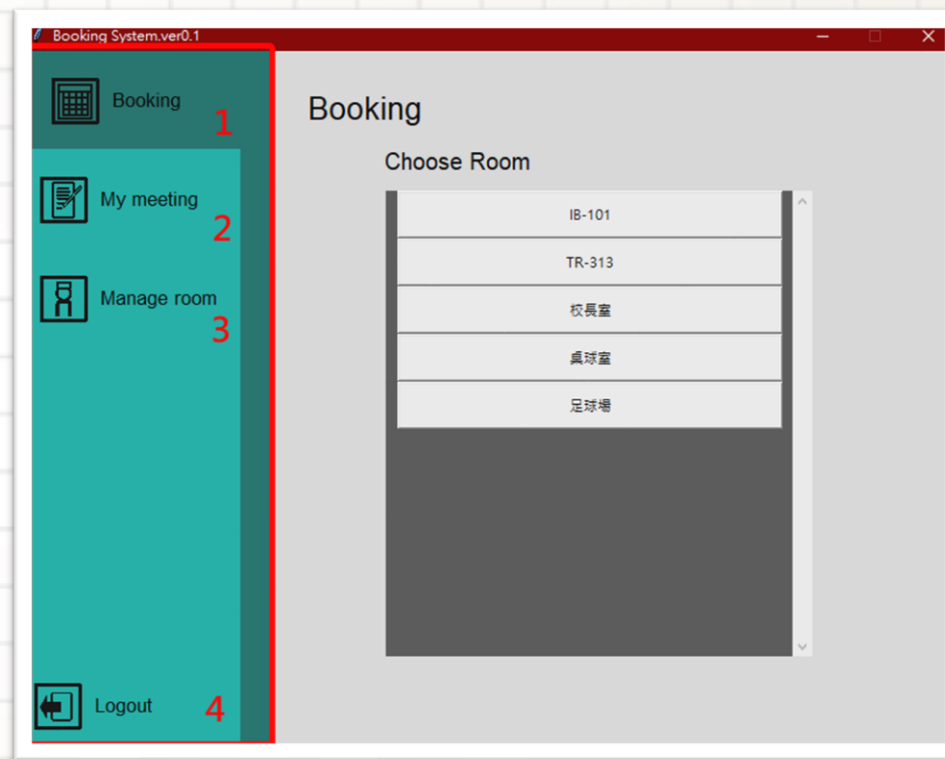 Booking System.ver0.1
Booking
1
My meeting
2
Manage room
3
Logout
4
Booking
Choose Room
IB-101
TR-313
校長室
桌球室
足球場